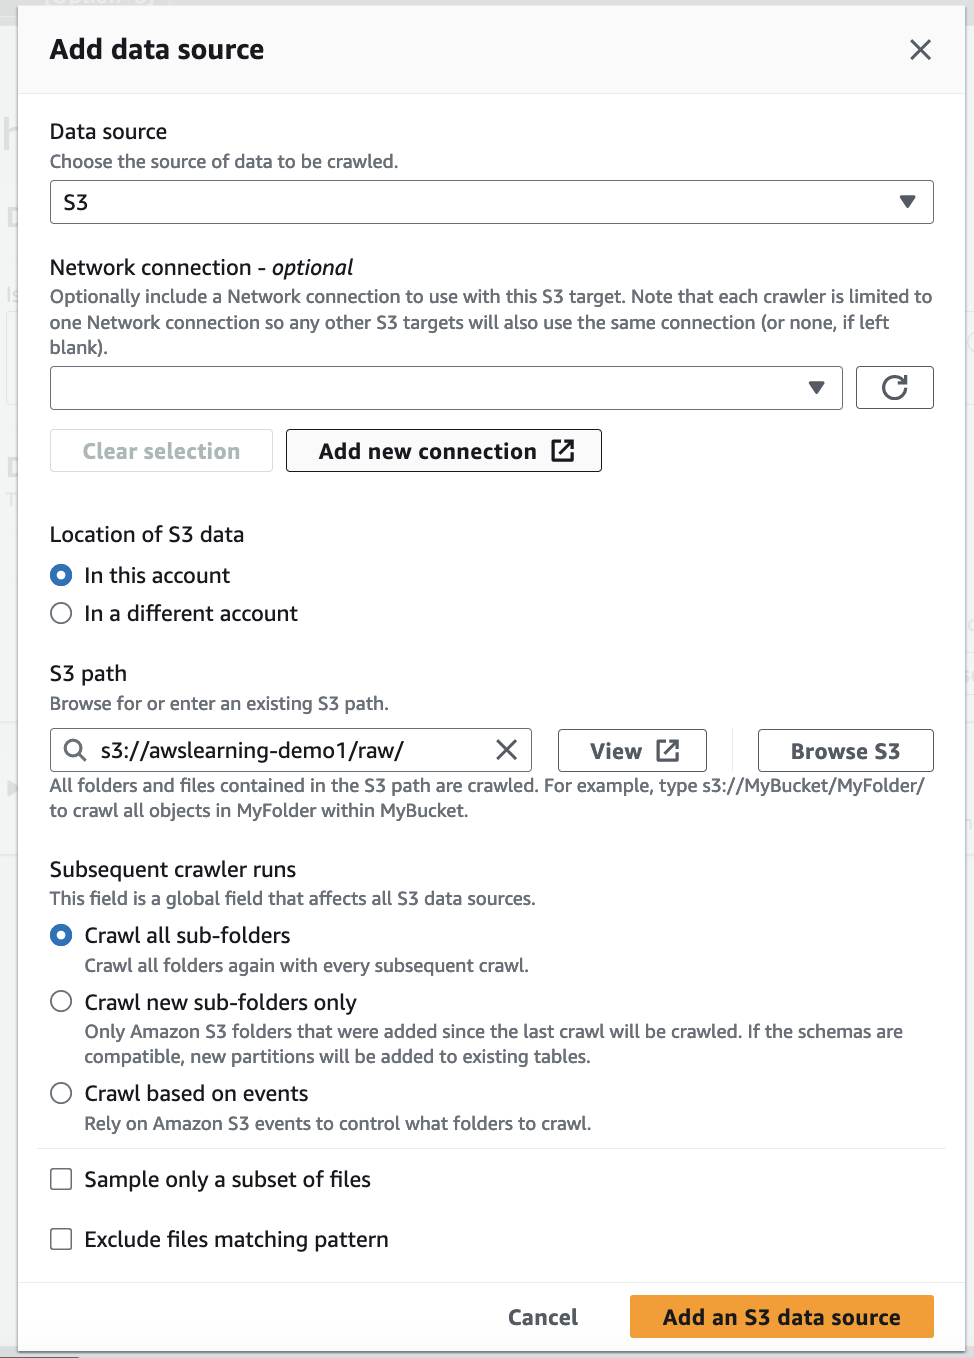 Add data source
Data source
Choose the source of data to be crawled.
S3
Network connection - optional
Optionally include a Network connection to use with this S3 target. Note that each crawler is limited to
one Network connection so any other S3 targets will also use the same connection (or none, if left
blank).
Clear selection
Add new connection
Location of S3 data
In this account
In a different account
S3 path
Browse for or enter an existing S3 path.
s3://awslearning-demo1/raw/
View
Browse S3
All folders and files contained in the S3 path are crawled. For example, type s3://MyBucket/MyFolder/
to crawl all objects in MyFolder within MyBucket.
Subsequent crawler runs
This field is a global field that affects all S3 data sources.
Crawl all sub-folders
Crawl all folders again with every subsequent crawl.
Crawl new sub-folders only
Only Amazon S3 folders that were added since the last crawl will be crawled. If the schemas are
compatible, new partitions will be added to existing tables.
Crawl based on events
Rely on Amazon S3 events to control what folders to crawl.
Sample only a subset of files
Exclude files matching pattern
Cancel
Add an S3 data source